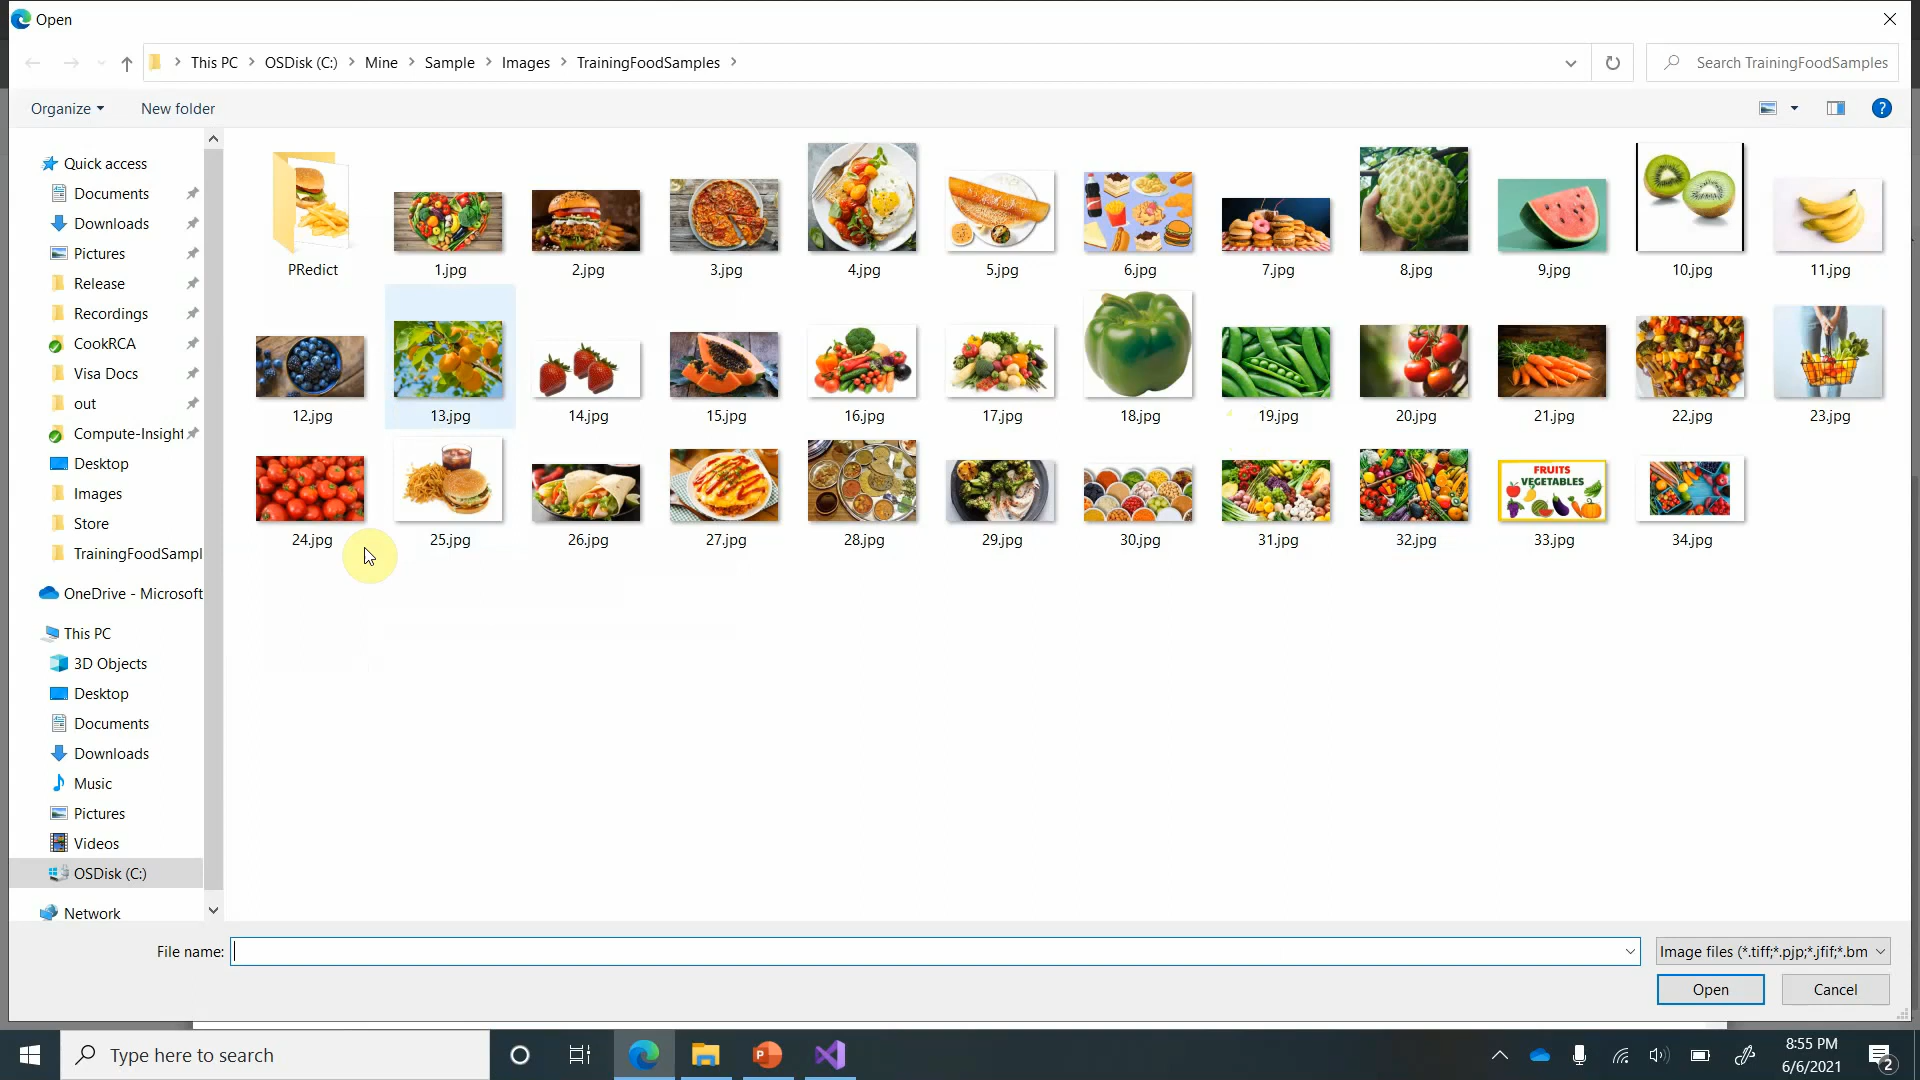 Open
This PC > OSDisk (C:) > Mine > Sample > Images > TrainingFoodSamples >
Search TrainingFoodSamples
Organize
New folder
Quick access
Documents
Downloads
Pictures
Release
Recordings
CookRCA
Visa Docs
out
Compute-Insight
Desktop
Images
Store
TrainingFoodSampl
OneDrive - Microsoft
This PC
3D Objects
Desktop
Documents
Downloads
Music
Pictures
Videos
OSDisk (C:)
Network
PRedict
1.jpg
2.jpg
3.jpg
4.jpg
5.jpg
6.jpg
7.jpg
8.jpg
9.jpg
10.jpg
11.jpg
12.jpg
13.jpg
14.jpg
15.jpg
16.jpg
17.jpg
18.jpg
19.jpg
20.jpg
21.jpg
22.jpg
23.jpg
FRUITS
VEGETABLES
24.jpg
25.jpg
26.jpg
27.jpg
28.jpg
29.jpg
30.jpg
31.jpg
32.jpg
33.jpg
34.jpg
File name:
Image files (*.tiff;*.pjp;*.jfif;*.bm
Open
Cancel
Type here to search
8:55 PM
6/6/2021
2